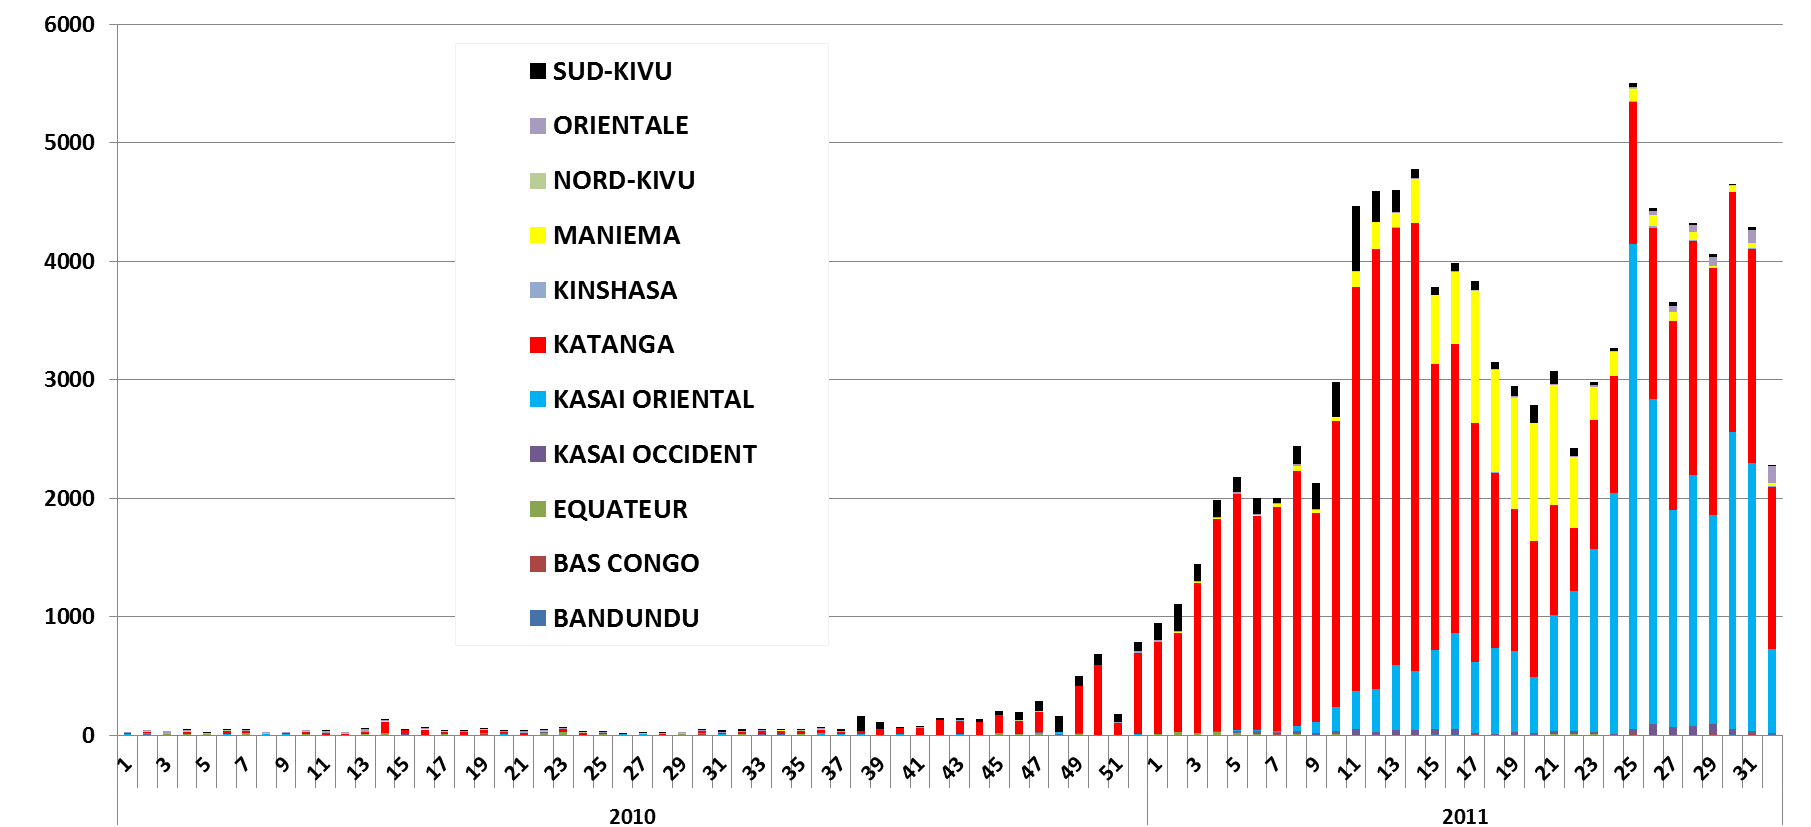 6000
5000
4000
3000
2000
1000
0
SUD-KIVU
ORIENTALE
NORD-KIVU
MANIEMA
KINSHASA
KATANGA
KASAI ORIENTAL
KASAI OCCIDENT
EQUATEUR
BAS CONGO
BANDUNDU
1 3 5 7 9 11 13 15 17 19 21 23 25 27 29 31 33 35 37 39 41 43 45 47 49 51 1 3 5 7 9 11 13 15 17 19 21 23 25 27 29 31
2010 2011